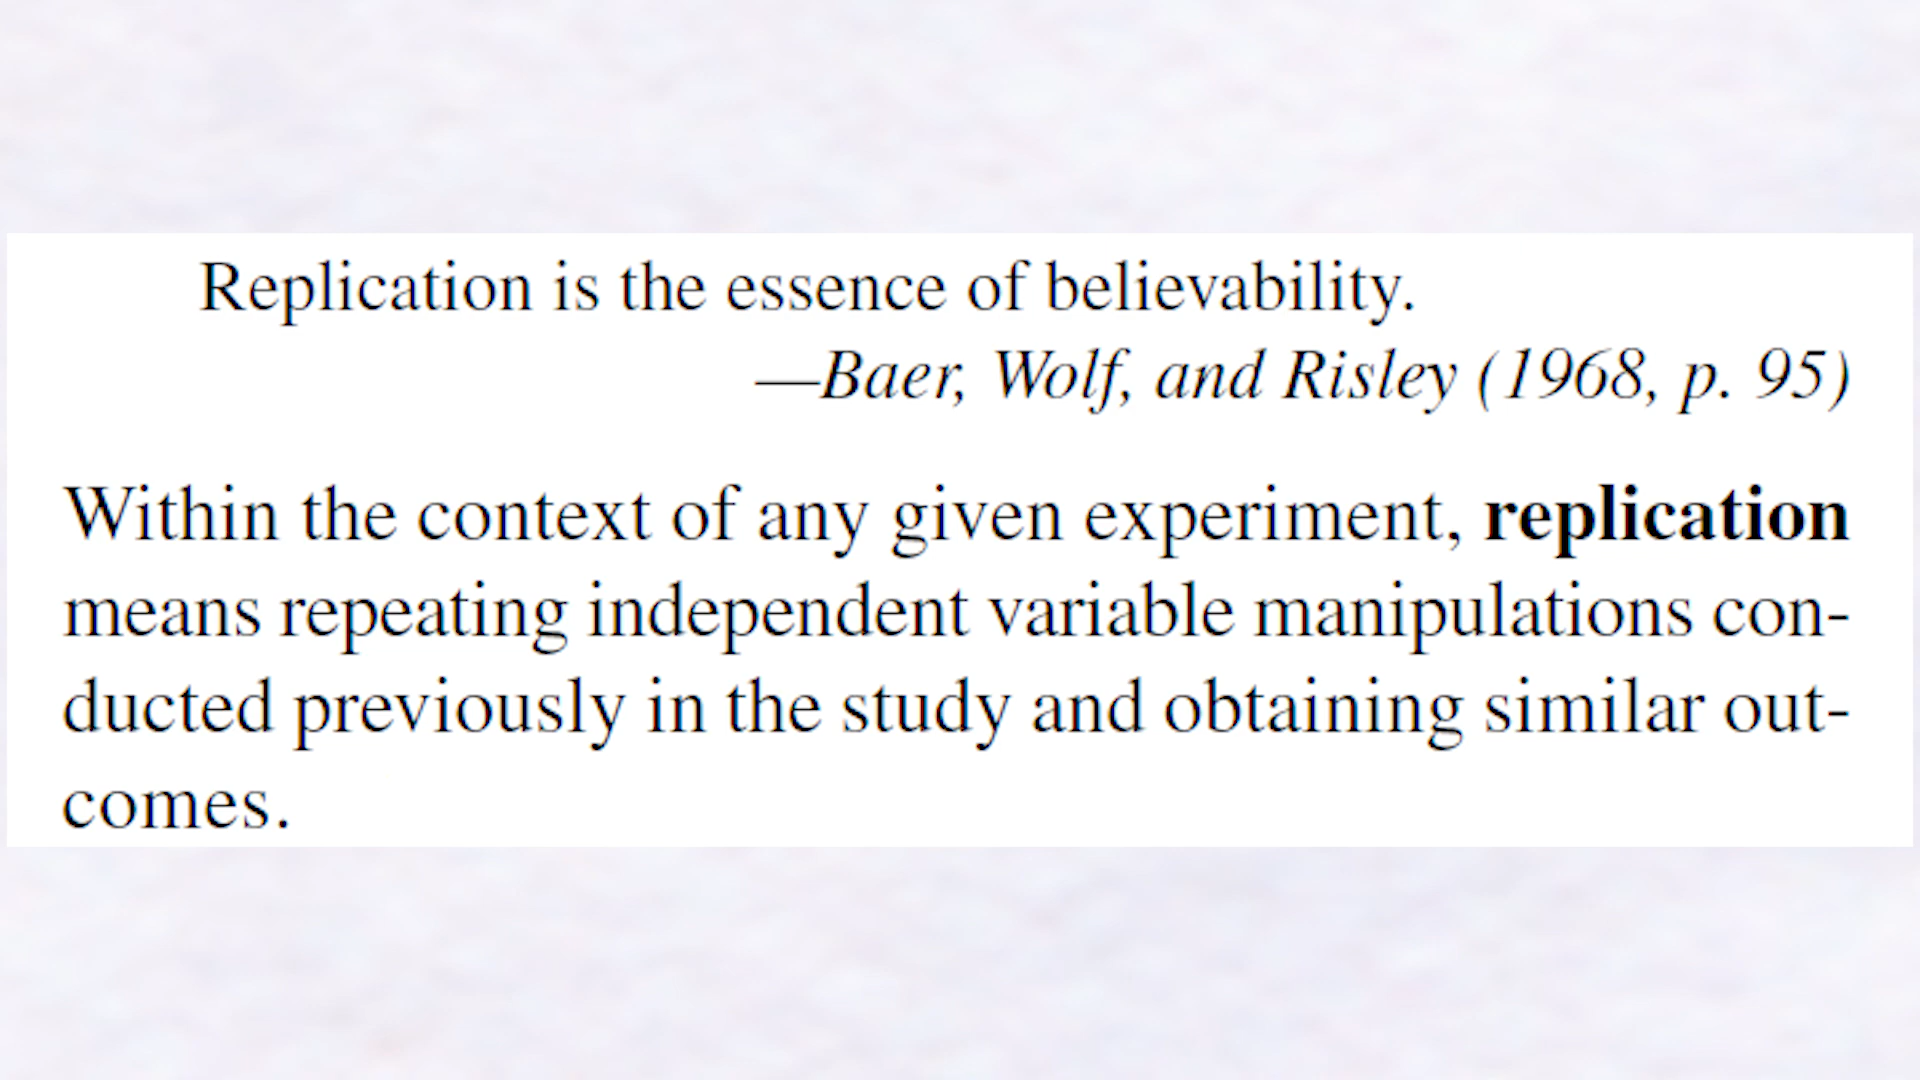 Replication is the essence of believability.
—Baer, Wolf, and Risley (1968, p. 95)
Within the context of any given experiment, replication
means repeating independent variable manipulations con-
ducted previously in the study and obtaining similar out-
comes.